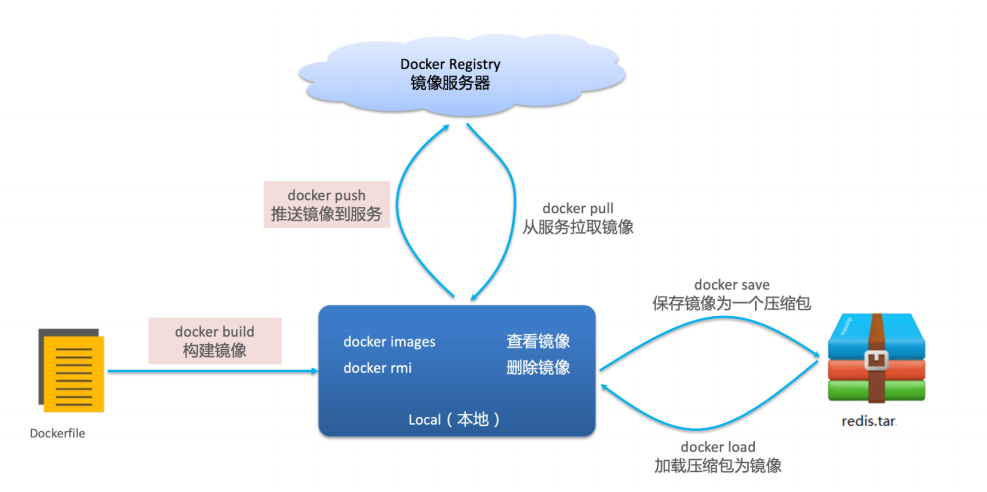 Docker Registry
镜像服务器
docker push
推送镜像到服务
docker pull
从服务拉取镜像
docker save
保存镜像为一个压缩包
docker build
构建镜像
docker images 查看镜像
docker rmi 删除镜像
Local（本地）
Dockerfile
redis.tar
docker load
加载压缩包为镜像